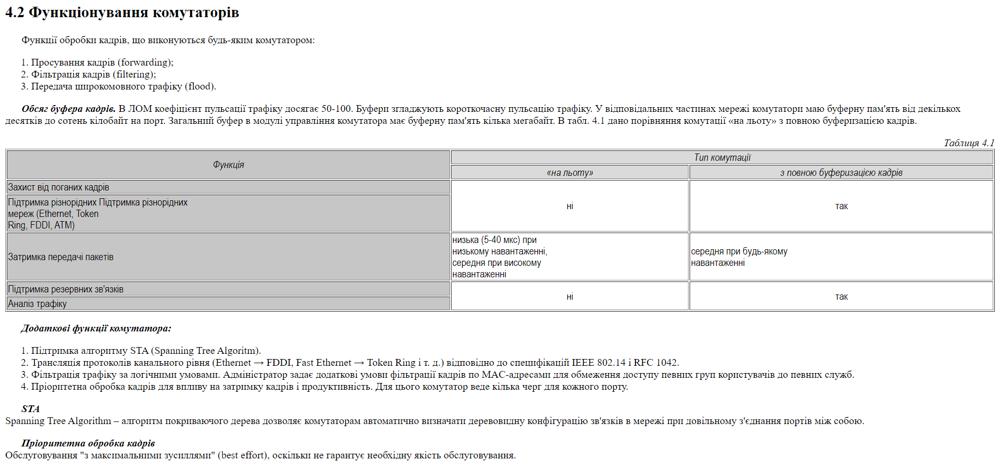 4.2 Функціонування комутаторів
Функції обробки кадрів, що виконуються будь-яким комутатором:
1. Просування кадрів (forwarding);
2. Фільтрація кадрів (filtering);
3. Передача широкомовного трафіку (flood).
Обсяг буфера кадрів. В ЛОМ коефіцієнт пульсації трафіку досягає 50-100. Буфери згладжують короткочасну пульсацію трафіку. У відповідальних частинах мережі комутатори маю буферну пам'ять від декількох
десятків до сотень кілобайт на порт. Загальний буфер в модулі управління комутатора має буферну пам'ять кілька мегабайт. В табл. 4.1 дано порівняння комутації «на льоту» з повною буферизацією кадрів.
Таблиця 4.1
Функція
Тип комутації
«на льоту»
з повною буферизацією кадрів
Захист від поганих кадрів
Підтримка різнорідних Підтримка різнорідних
мереж (Ethernet, Token
Ring, FDDI, ATM)
ні
так
Затримка передачі пакетів
низька (5-40 мкс) при
низькому навантаженні,
середня при високому
навантаженні
середня при будь-якому
навантаженні
Підтримка резервних зв'язків
Аналіз трафіку
ні
так
Додаткові функції комутатора:
1. Підтримка алгоритму STA (Spanning Tree Algoritm).
2. Трансляція протоколів канального рівня (Ethernet → FDDI, Fast Ethernet → Token Ring і т. д.) відповідно до специфікацій IEEE 802.14 і RFC 1042.
3. Фільтрація трафіку за логічними умовами. Адміністратор задає додаткові умови фільтрації кадрів по MAC-адресами для обмеження доступу певних груп користувачів до певних служб.
4. Пріоритетна обробка кадрів для впливу на затримку кадрів і продуктивність. Для цього комутатор веде кілька черг для кожного порту.
STA
Spanning Tree Algorithm – алгоритм покриваючого дерева дозволяє комутаторам автоматично визначати деревовидну конфігурацію зв'язків в мережі при довільному з'єднання портів між собою.
Пріоритетна обробка кадрів
Обслуговування "з максимальними зусиллями" (best effort), оскільки не гарантує необхідну якість обслуговування.